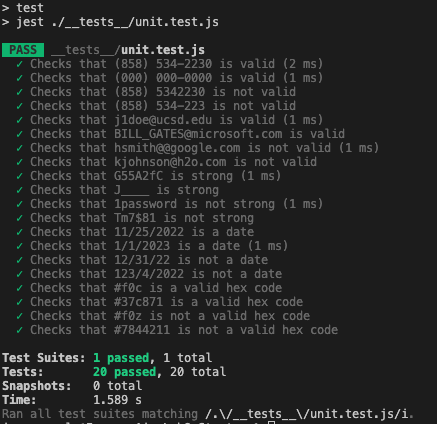 > test
> jest ./__tests__/unit.test.js
PASS __tests__/unit.test.js
✓ Checks that (858) 534-2230 is valid (2 ms)
✓ Checks that (000) 000-0000 is valid (1 ms)
✓ Checks that (858) 5342230 is not valid
✓ Checks that (858) 534-223 is not valid
✓ Checks that j1doe@ucsd.edu is valid (1 ms)
✓ Checks that BILL_GATES@microsoft.com is valid
✓ Checks that hsmith@@google.com is not valid (1 ms)
✓ Checks that kjohnson@h2o.com is not valid
✓ Checks that G55A2fC is strong (1 ms)
✓ Checks that J____ is strong
✓ Checks that 1password is not strong (1 ms)
✓ Checks that Tm7$81 is not strong
✓ Checks that 11/25/2022 is a date
✓ Checks that 1/1/2023 is a date (1 ms)
✓ Checks that 12/31/22 is not a date
✓ Checks that 123/4/2022 is not a date
✓ Checks that #f0c is a valid hex code
✓ Checks that #37c871 is a valid hex code
✓ Checks that #f0z is not a valid hex code
✓ Checks that #7844211 is not a valid hex code
Test Suites: 1 passed, 1 total
Tests: 20 passed, 20 total
Snapshots: 0 total
Time: 1.589 s
Ran all test suites matching /.\/__tests__\/unit.test.js/i.